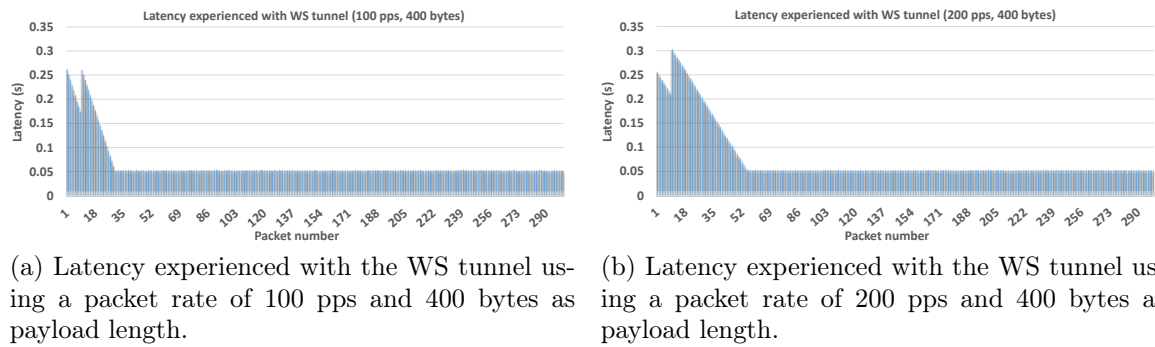 Latency experienced with WS tunnel (100 pps, 400 bytes)
0.35
0.3
0.25
0.2
0.15
0.1
0.05
0
Latency (s)
1 18 35 52 69 86 103 120 137 154 171 188 205 222 239 256 273 290
Packet number
(a) Latency experienced with the WS tunnel us-
ing a packet rate of 100 pps and 400 bytes as
payload length.
Latency experienced with WS tunnel (200 pps, 400 bytes)
0.35
0.3
0.25
0.2
0.15
0.1
0.05
0
Latency (s)
1 18 35 52 69 86 103 120 137 154 171 188 205 222 239 256 273 290
Packet number
(b) Latency experienced with the WS tunnel us
ing a packet rate of 200 pps and 400 bytes a
payload length.